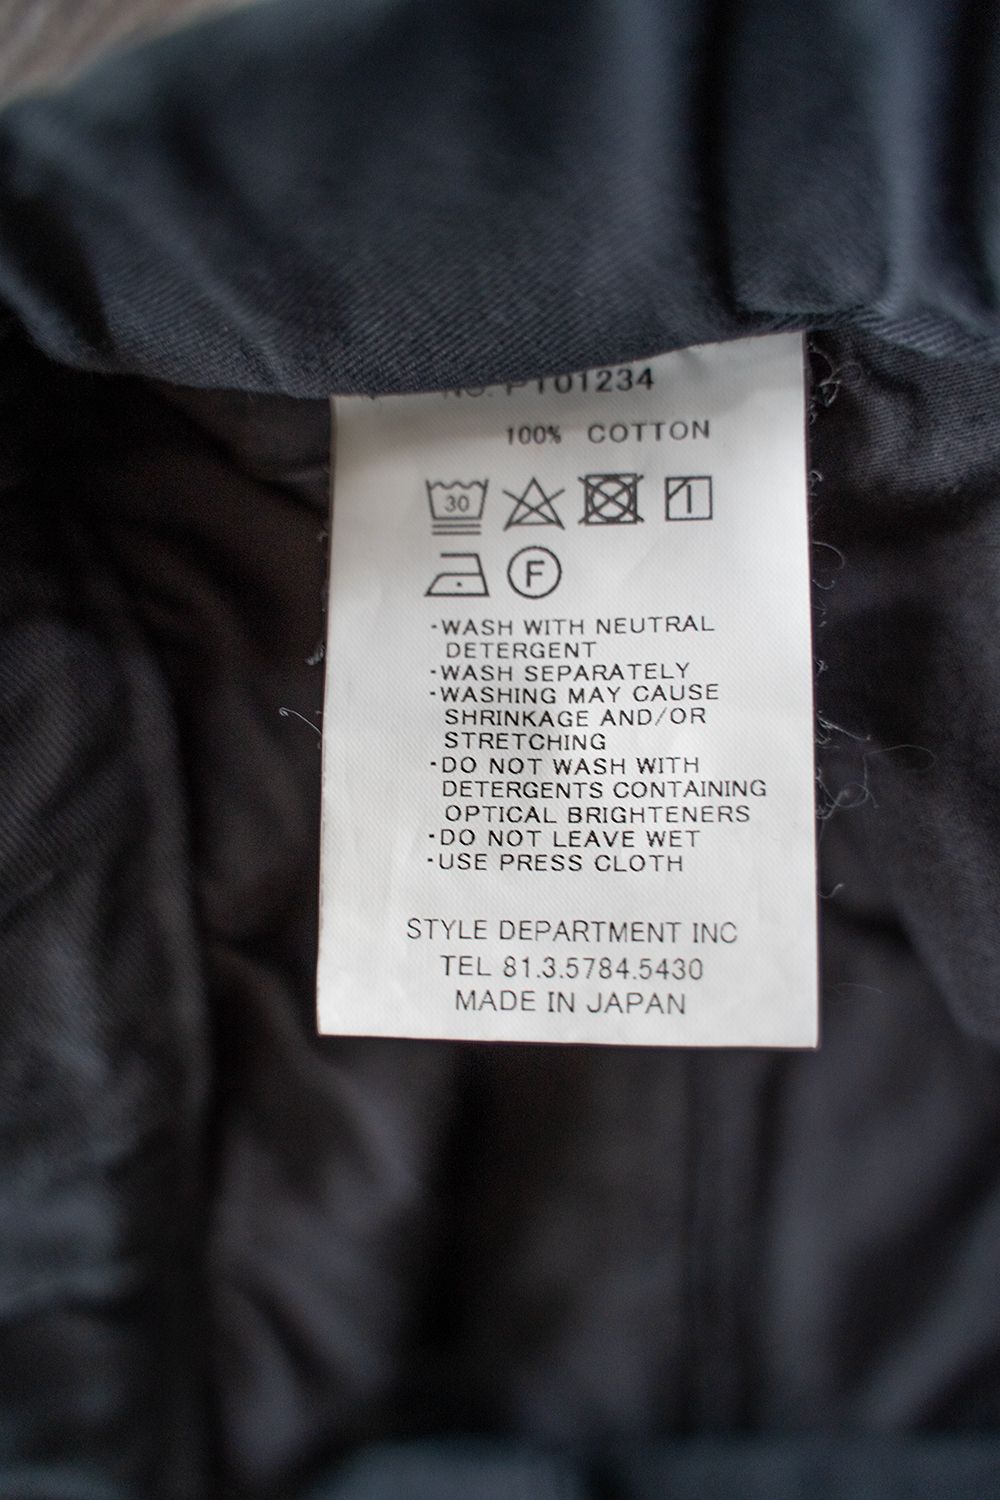 NO. PT01234
100% COTTON
30
F
·WASH WITH NEUTRAL
DETERGENT
·WASH SEPARATELY
·WASHING MAY CAUSE
SHRINKAGE AND/OR
STRETCHING
·DO NOT WASH WITH
DETERGENTS CONTAINING
OPTICAL BRIGHTENERS
·DO NOT LEAVE WET
·USE PRESS CLOTH
STYLE DEPARTMENT INC
TEL 81.3.5784.5430
MADE IN JAPAN